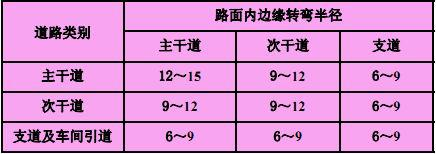 道路类别 路面内边缘转弯半径
主干道 次干道 支道
主干道 12～15 9～12 6～9
次干道 9～12 9～12 6～9
支道及车间引道 6～9 6～9 6～9